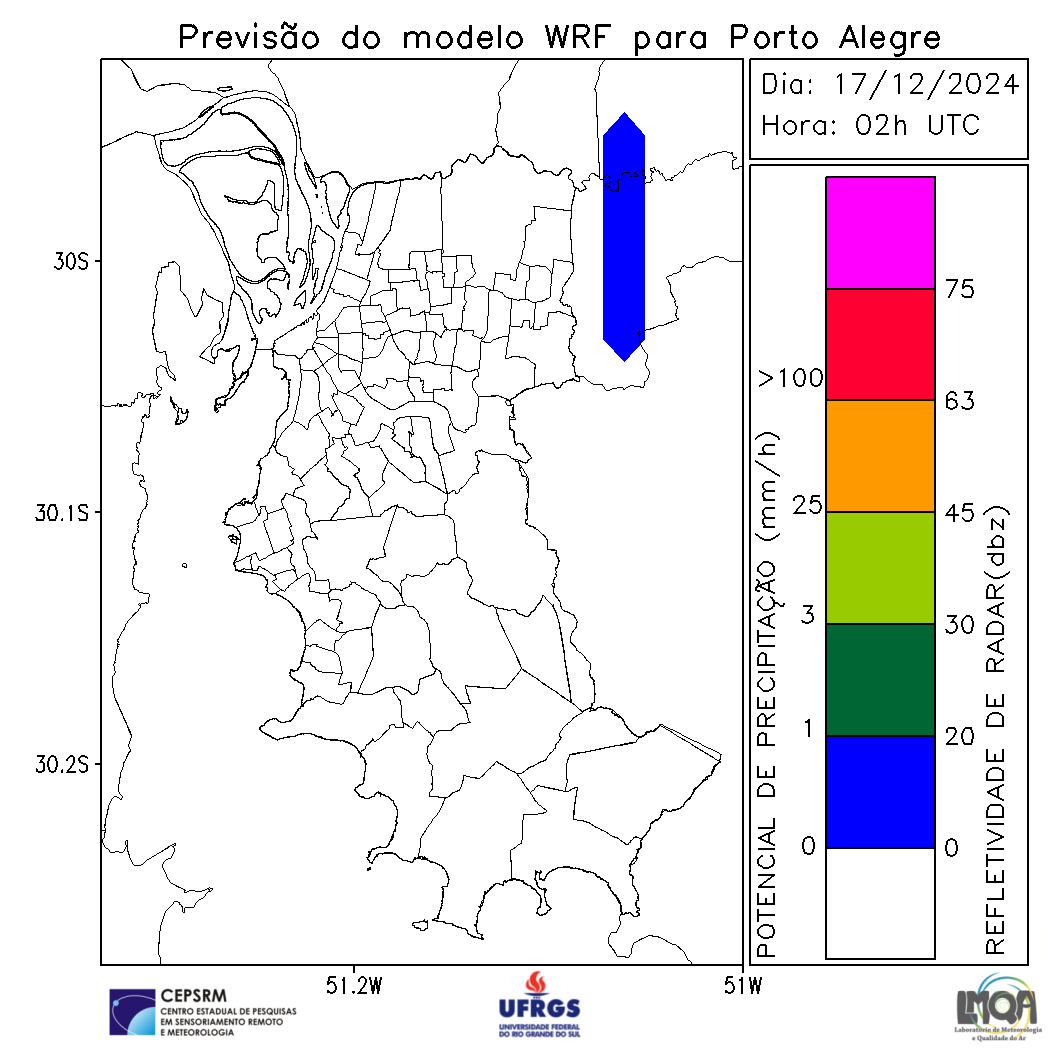 Previsão do modelo WRF para Porto Alegre
Dia: 17/12/2024
Hora: 02h UTC
30S
30.1S
30.2S
51.2W
51W
POTENCIAL DE PRECIPITAÇÃO (mm/h)
>100
25
3
1
0
75
63
45
30
20
0
REFLETIVIDADE DE RADAR(dbz)
CEPSRM
CENTRO ESTADUAL DE PESQUISAS
EM SENSORIAMENTO REMOTO
E METEOROLOGIA
UFRGS
UNIVERSIDADE FEDERAL
DO RIO GRANDE DO SUL
LMQA
Laboratório de Meteorologia
e Qualidade do Ar